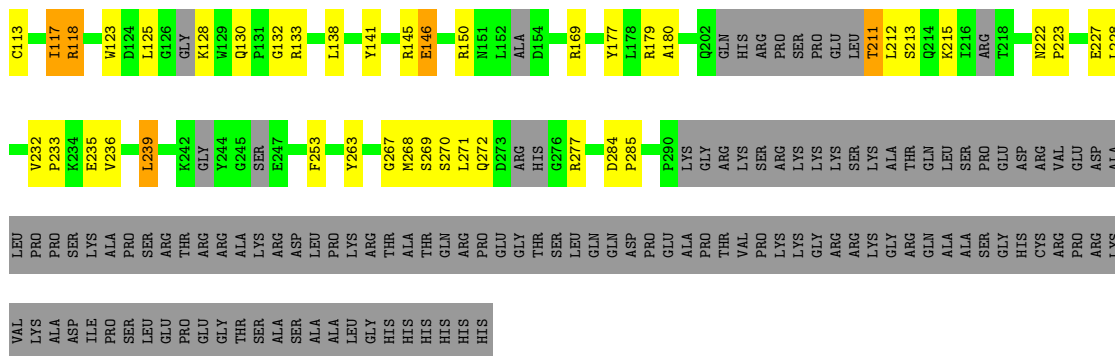 C113 I117 R118 W123 D124 L125 G126 GLY K128 W129 Q130 P131 G132 R133 L138 Y141 R145 E146 R150 N151 L152 ALA D154 R169 Y177 L178 R179 A180 Q202 GLN HIS ARG PRO SER PRO GLU LEU T211 L212 S213 Q214 K215 I216 ARG T218 N222 P223 E227 L228
V232 P233 K234 E235 V236 L239 K242 GLY Y244 G245 SER E247 F253 Y263 G267 M268 S269 S270 L271 Q272 D273 ARG HIS G276 R277 D284 P285 P290 LYS GLY ARG LYS SER ARG LYS LYS LYS SER LYS ALA THR GLN LEU SER PRO GLU ASP ARG VAL GLU ASP ALA
LEU PRO PRO SER LYS ALA PRO SER ARG THR ARG ARG ALA LYS ARG ASP LEU PRO LYS ARG THR ALA THR GLN ARG PRO GLU GLY THR SER LEU GLN GLN ASP PRO GLU ALA PRO THR VAL PRO LYS LYS GLY ARG ARG LYS GLY ARG GLN ALA ALA SER GLY HIS CYS ARG PRO ARG LYS
VAL LYS ALA ASP ILE PRO SER LEU GLU PRO GLU GLY THR SER ALA SER ALA ALA LEU GLY HIS HIS HIS HIS HIS HIS